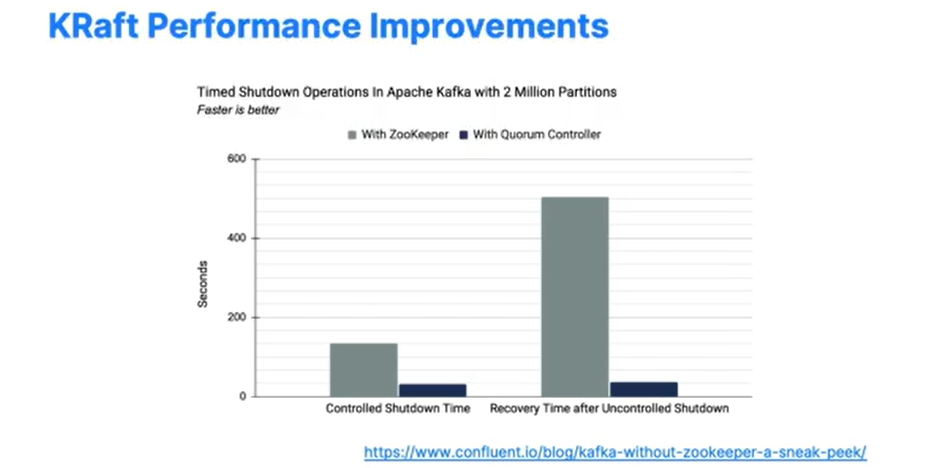 KRaft Performance Improvements
Timed Shutdown Operations In Apache Kafka with 2 Million Partitions
Faster is better
With ZooKeeper With Quorum Controller
600
400
200
0
Seconds
Controlled Shutdown Time Recovery Time after Uncontrolled Shutdown
https://www.confluent.io/blog/kafka-without-zookeeper-a-sneak-peek/